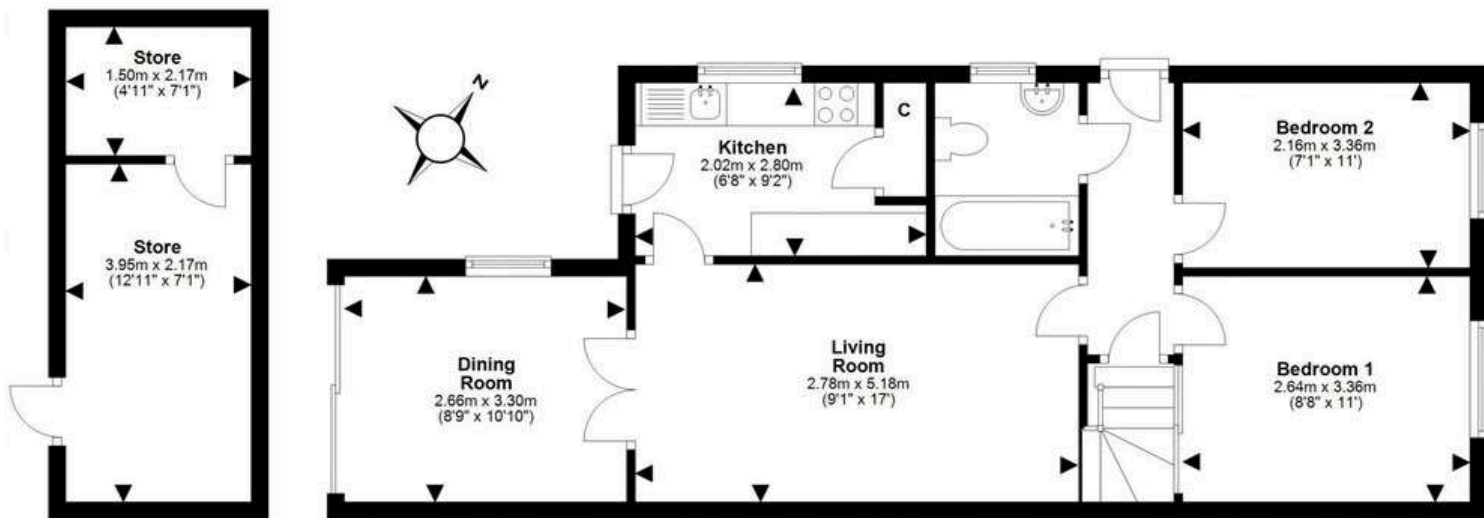 Store
1.50m x 2.17m
(4'11" x 7'1")
Store
3.95m x 2.17m
(12'11" x 7'1")
N
Kitchen
2.02m x 2.80m
(6'8" x 9'2")
C
Bedroom 2
2.16m x 3.36m
(7'1" x 11')
Dining
Room
2.66m x 3.30m
(8'9" x 10'10")
Living
Room
2.78m x 5.18m
(9'1" x 17')
Bedroom 1
2.64m x 3.36m
(8'8" x 11')